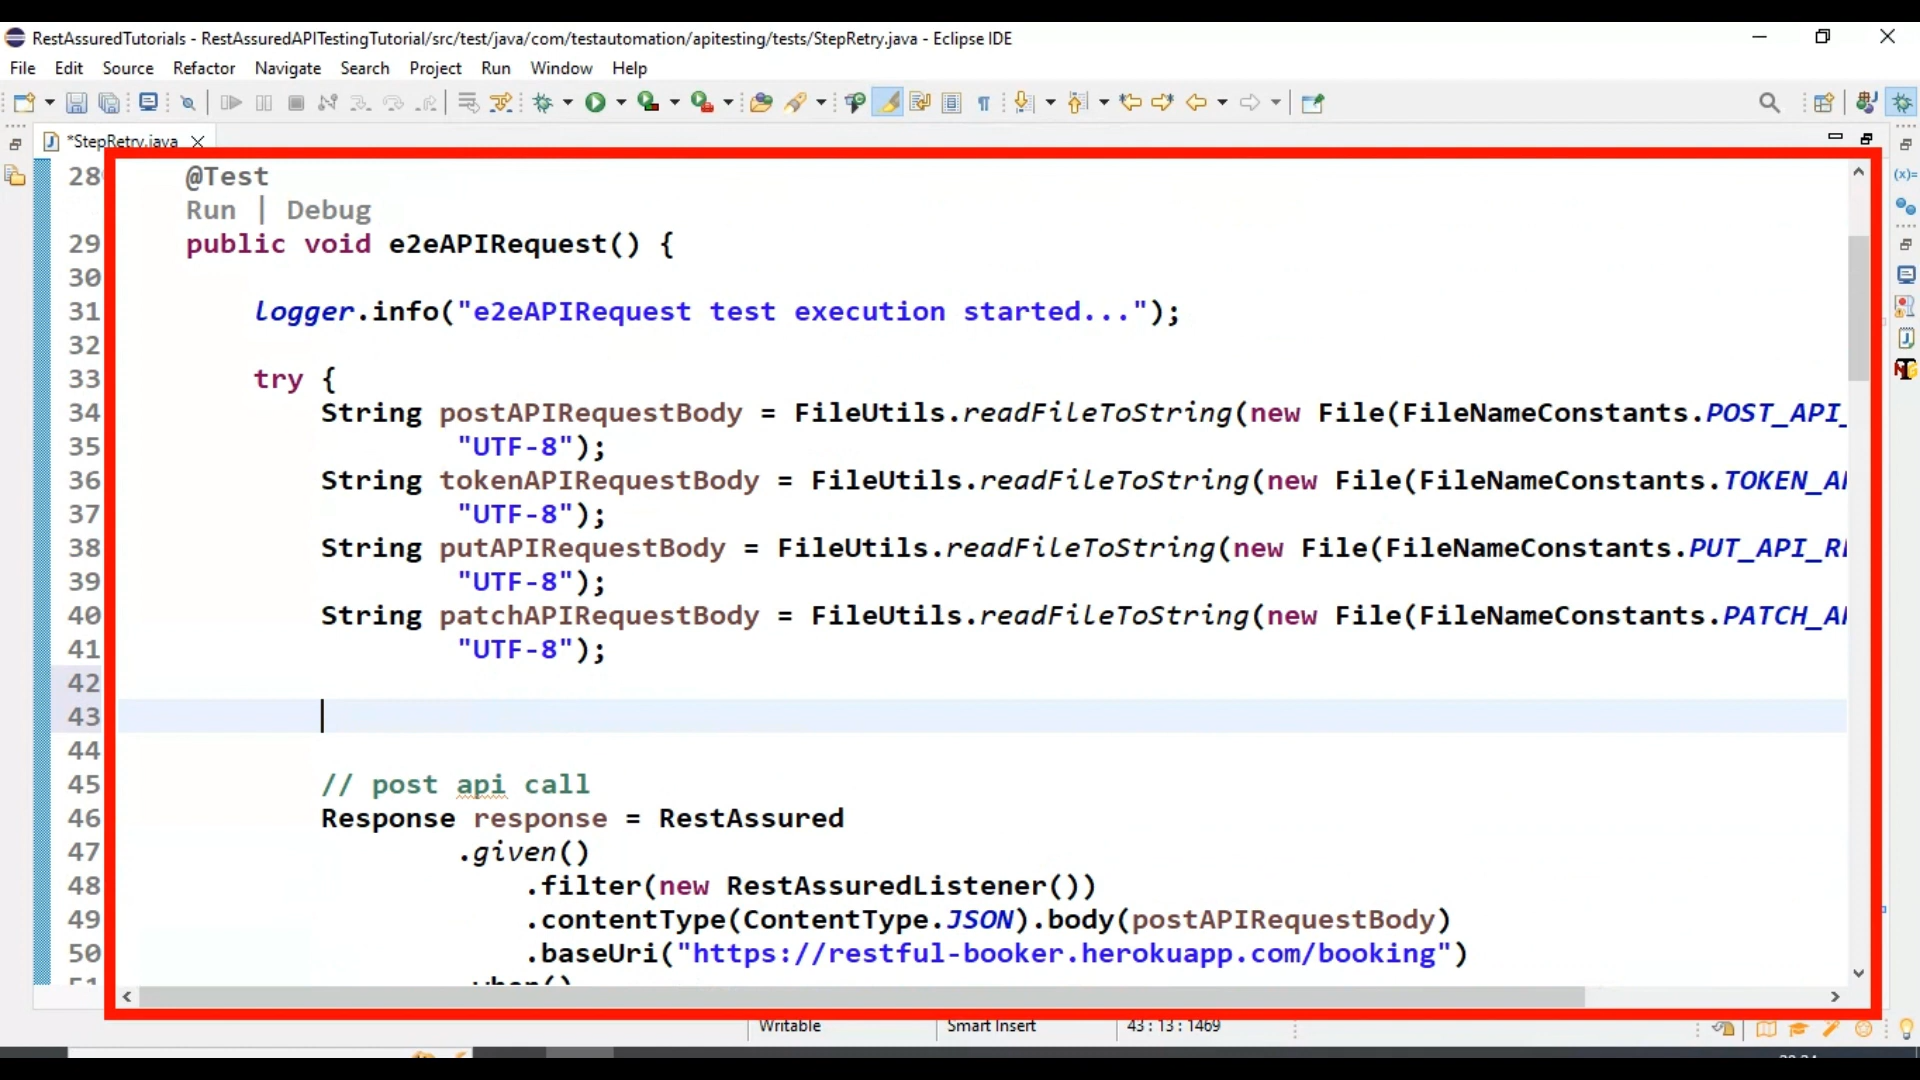 RestAssuredTutorials - RestAssuredAPITestingTutorial/src/test/java/com/testautomation/apitesting/tests/StepRetry.java - Eclipse IDE
File Edit Source Refactor Navigate Search Project Run Window Help
*StepRetry.java
28 @Test
Run | Debug
29 public void e2eAPIRequest() {
30
31 logger.info("e2eAPIRequest test execution started...");
32
33 try {
34 String postAPIRequestBody = FileUtils.readFileToString(new File(FileNameConstants.POST_API_
35 "UTF-8");
36 String tokenAPIRequestBody = FileUtils.readFileToString(new File(FileNameConstants.TOKEN_A
37 "UTF-8");
38 String putAPIRequestBody = FileUtils.readFileToString(new File(FileNameConstants.PUT_API_R
39 "UTF-8");
40 String patchAPIRequestBody = FileUtils.readFileToString(new File(FileNameConstants.PATCH_A
41 "UTF-8");
42
43
44
45 // post api call
46 Response response = RestAssured
47 .given()
48 .filter(new RestAssuredListener())
49 .contentType(ContentType.JSON).body(postAPIRequestBody)
50 .baseUri("https://restful-booker.herokuapp.com/booking")
Writable Smart Insert 43 : 13 : 1469